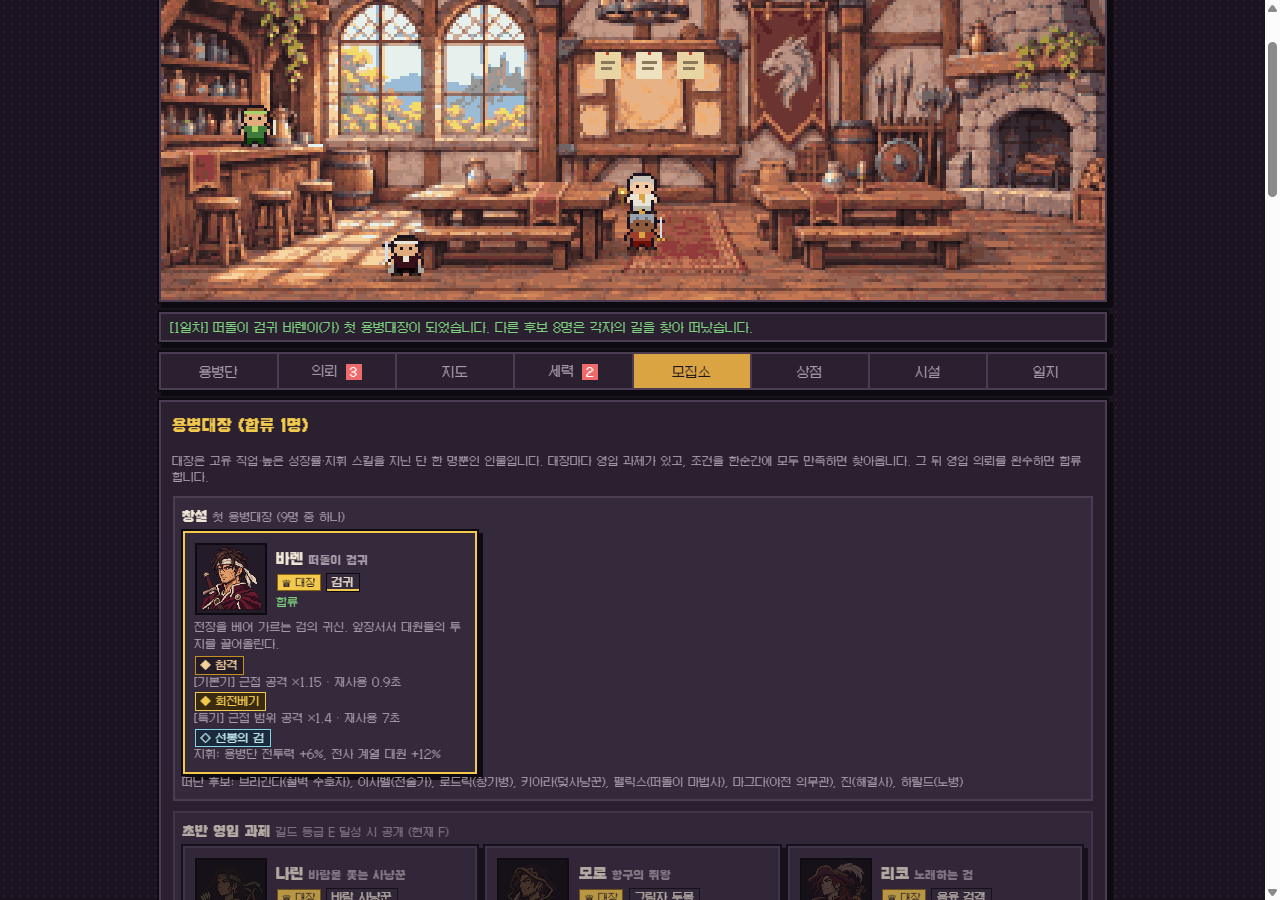 [1일차] 떠돌이 검귀 바렌이(가) 첫 용병대장이 되었습니다. 다른 후보 8명은 각자의 길을 찾아 떠났습니다.
용병단 의뢰 3 지도 세력 2 모집소 상점 시설 일지
용병대장 (합류 1명)
대장은 고유 직업·높은 성장률·지휘 스킬을 지닌 단 한 명뿐인 인물입니다. 대장마다 영입 과제가 있고, 조건을 한순간에 모두 만족하면 찾아옵니다. 그 뒤 영입 의뢰를 완수하면 합류
합니다.
창설 첫 용병대장 (9명 중 하나)
바렌 떠돌이 검귀
♛ 대장 검귀
합류
전장을 베어 가르는 검의 귀신. 앞장서서 대원들의 투
지를 끌어올린다.
◆ 참격
[기본기] 근접 공격 ×1.15 · 재사용 0.9초
◆ 회전베기
[특기] 근접 범위 공격 ×1.4 · 재사용 7초
◇ 선봉의 검
지휘: 용병단 전투력 +6%, 전사 계열 대원 +12%
떠난 후보: 브리간다(철벽 수호자), 이사벨(전술가), 로드릭(창기병), 키아라(덫사냥꾼), 펠릭스(떠돌이 마법사), 마그다(야전 의무관), 진(해결사), 하랄드(노병)
초반 영입 과제 길드 등급 E 달성 시 공개 (현재 F)
나린 바람을 쫓는 사냥꾼
♛ 대장 바람 사냥꾼
모로 항구의 쥐왕
♛ 대장 그림자 두목
리코 노래하는 검
♛ 대장 음유 검객